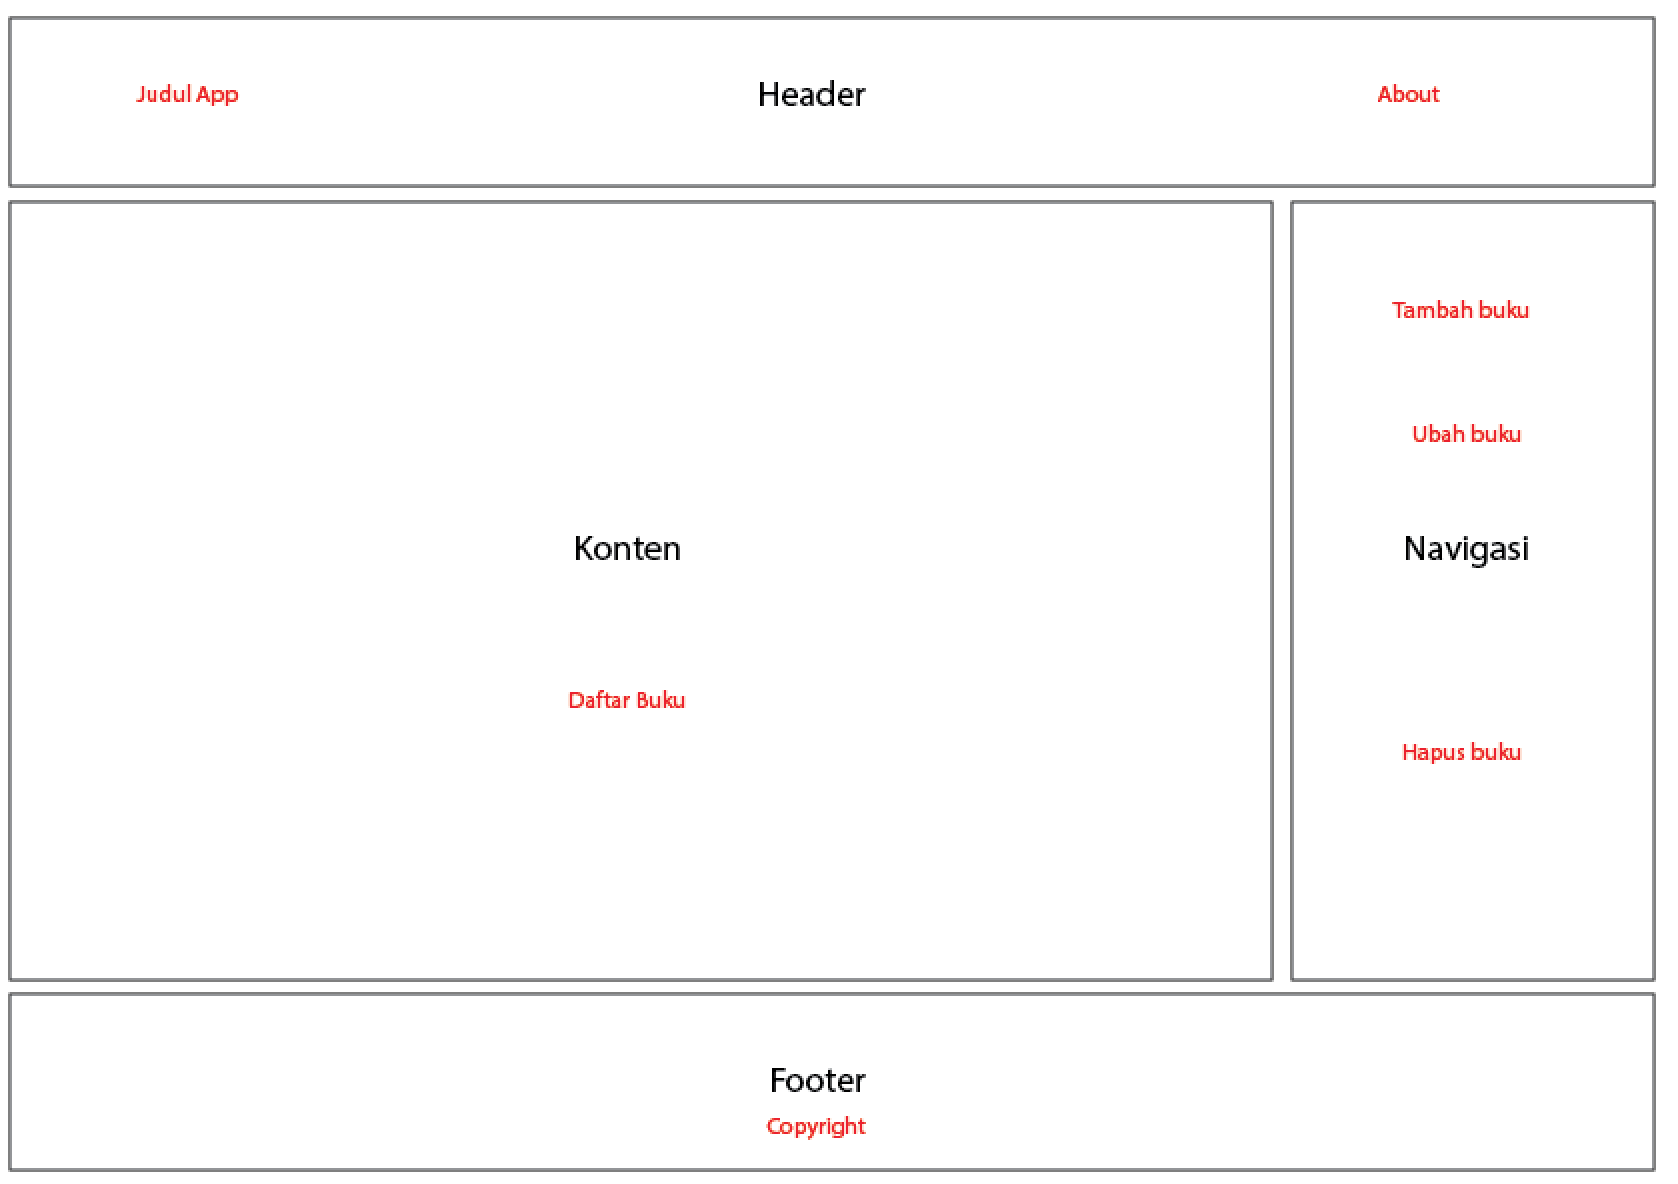 Judul App
Header
About
Konten
Daftar Buku
Tambah buku
Ubah buku
Navigasi
Hapus buku
Footer
Copyright